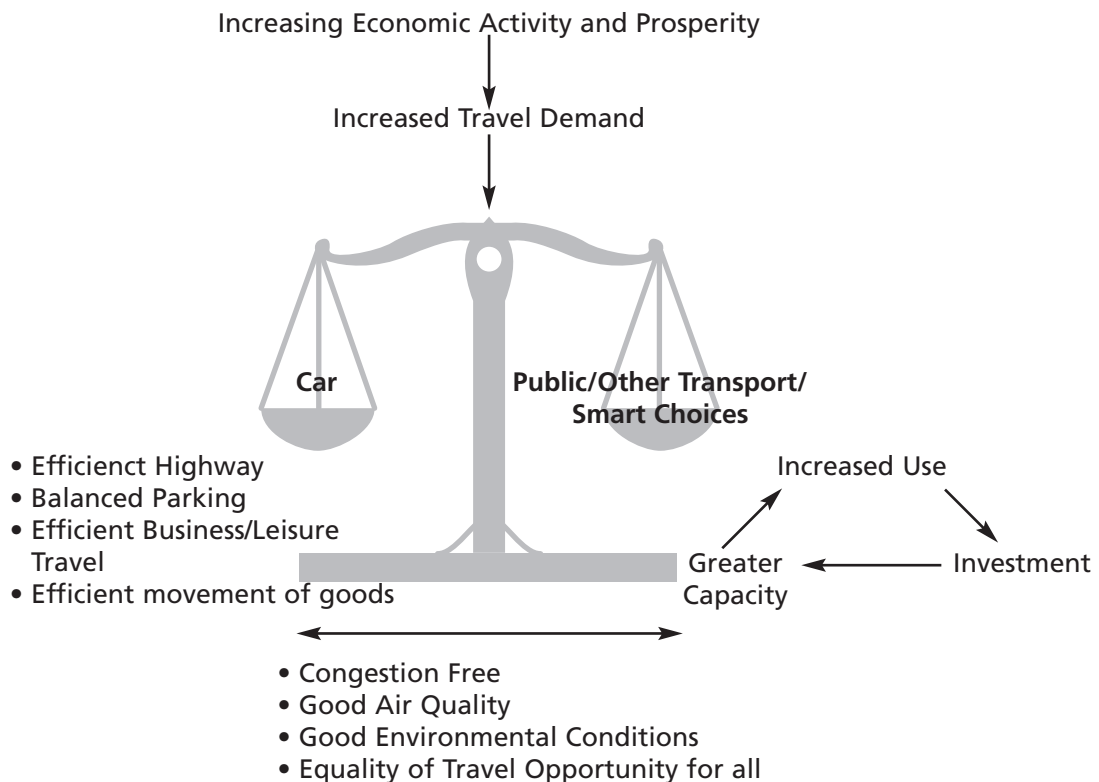 Increasing Economic Activity and Prosperity
Increased Travel Demand
Car
Public/Other Transport/
Smart Choices
• Efficienct Highway
• Balanced Parking
• Efficient Business/Leisure
Travel
• Efficient movement of goods
Increased Use
Investment
Greater
Capacity
• Congestion Free
• Good Air Quality
• Good Environmental Conditions
• Equality of Travel Opportunity for all